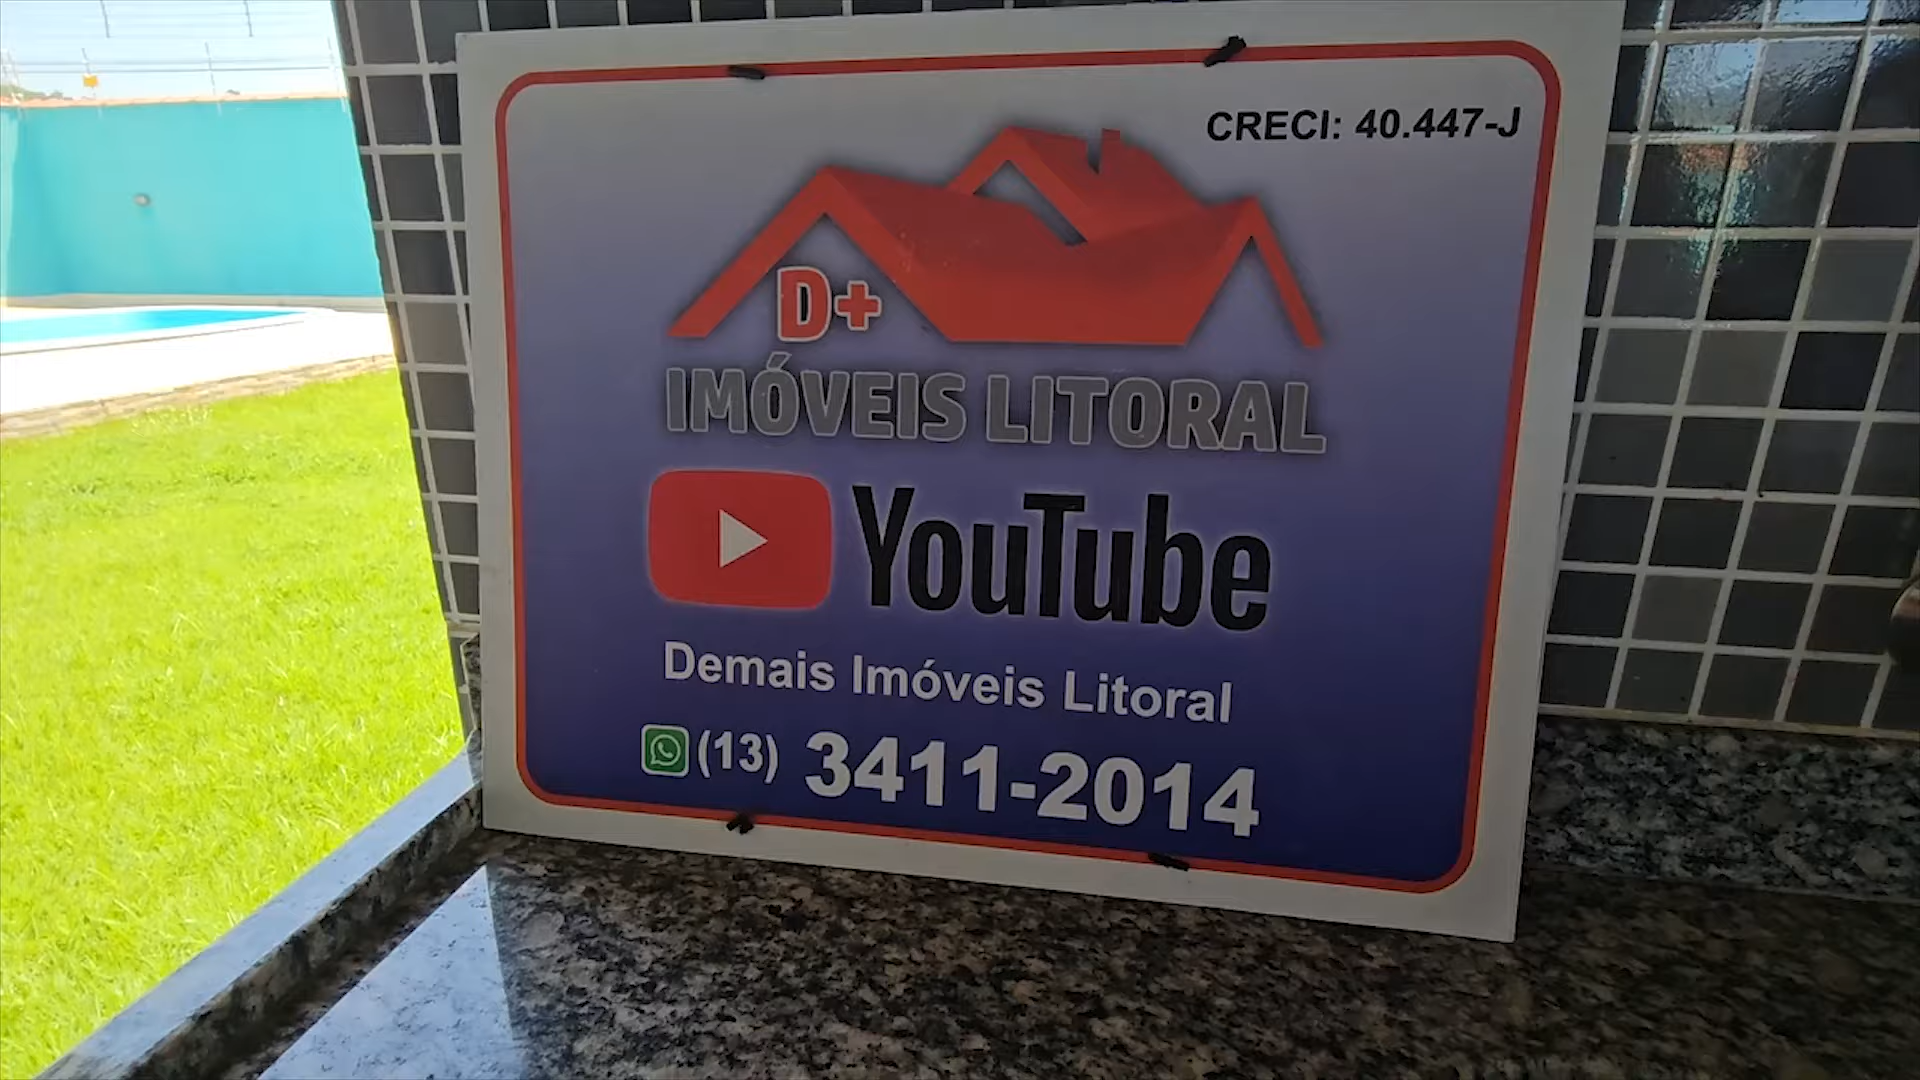 CRECI: 40.447-J
D+
IMÓVEIS LITORAL
YouTube
Demais Imóveis Litoral
(13) 3411-2014